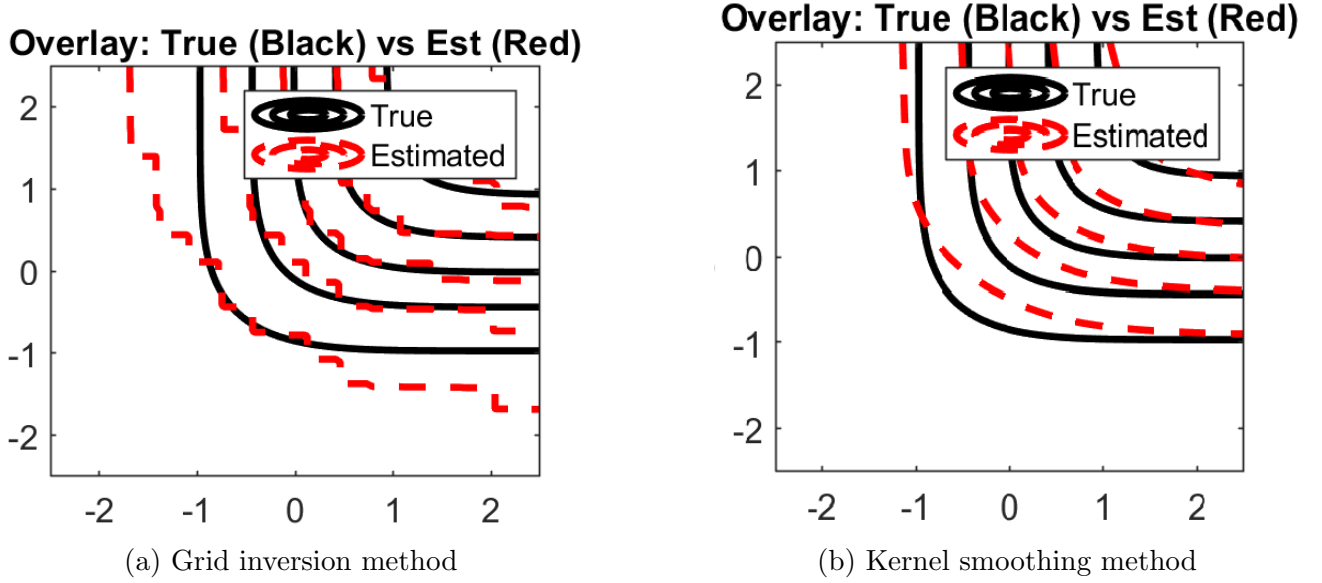 Overlay: True (Black) vs Est (Red)
True
Estimated
2
1
0
-1
-2
-2 -1 0 1 2
(a) Grid inversion method
Overlay: True (Black) vs Est (Red)
True
Estimated
2
1
0
-1
-2
-2 -1 0 1 2
(b) Kernel smoothing method